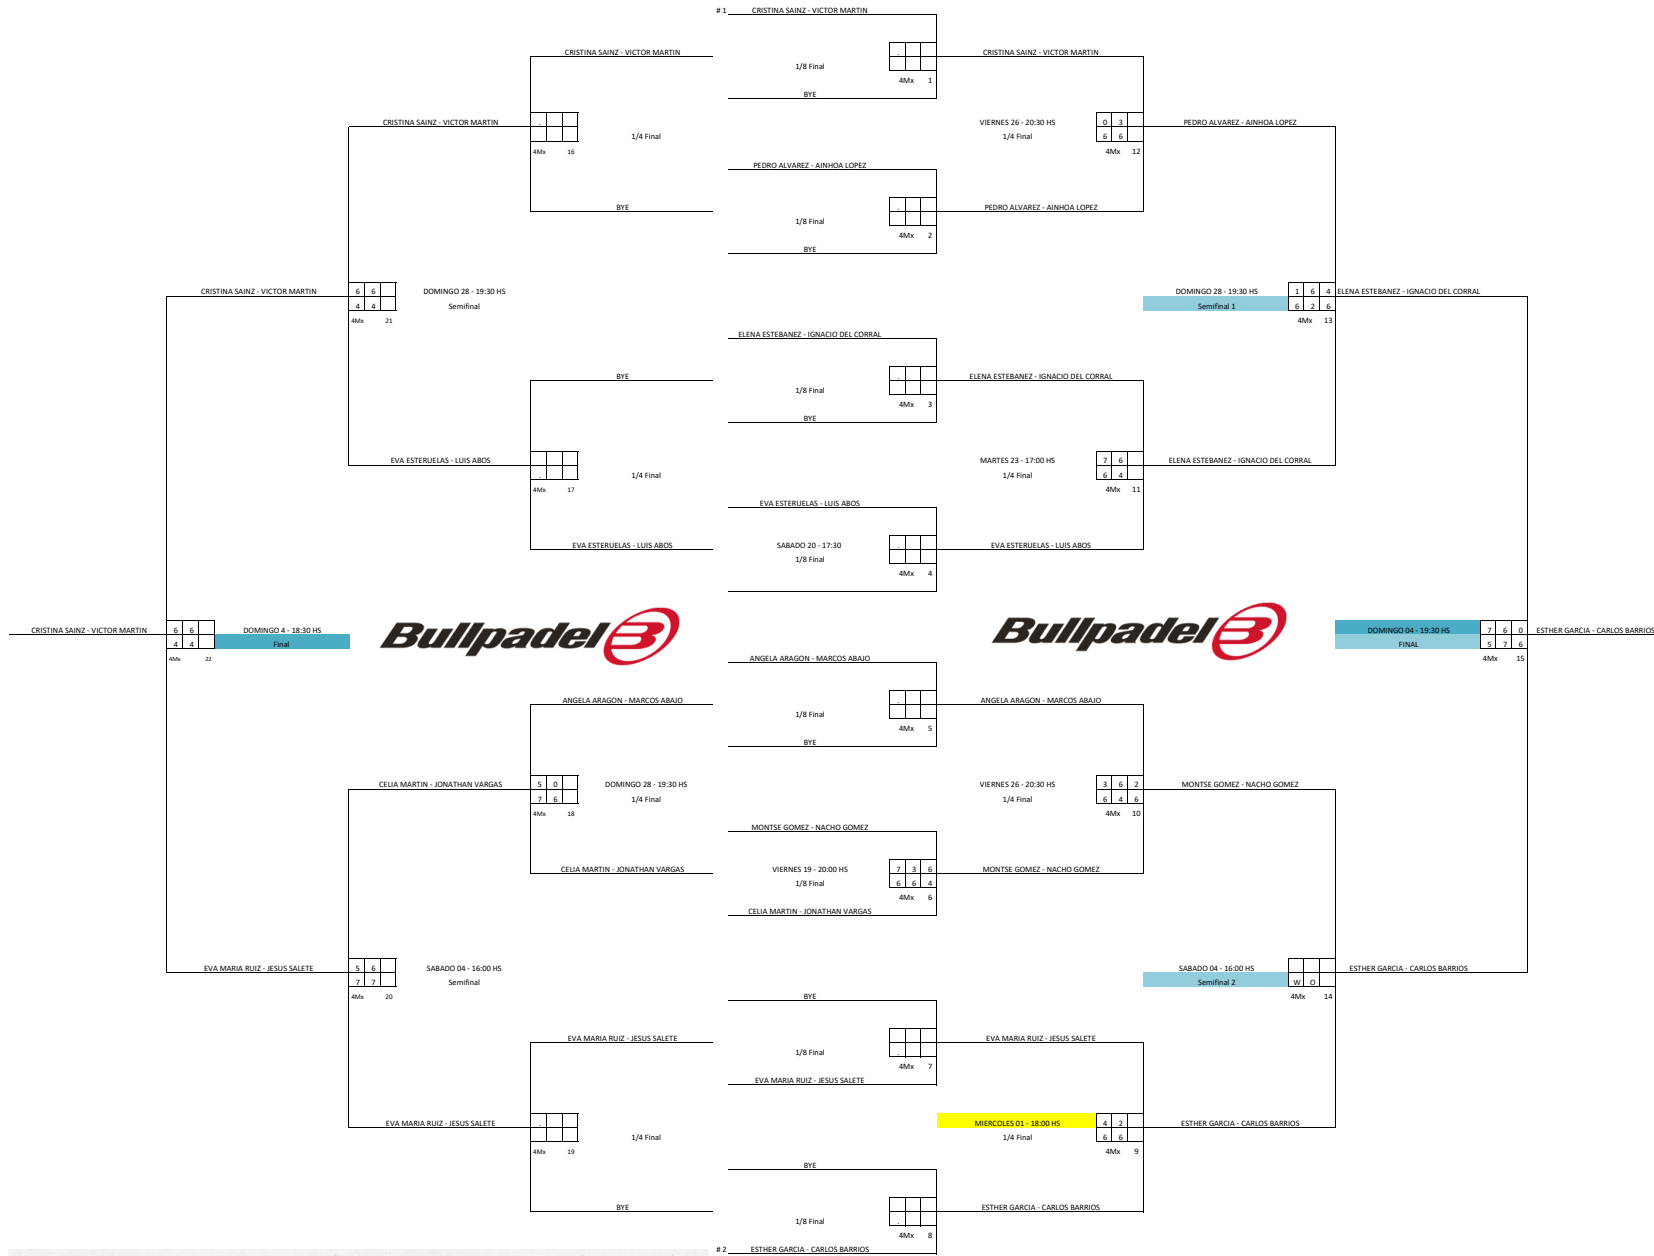 # 1 CRISTINA SAINZ - VICTOR MARTIN
CRISTINA SAINZ - VICTOR MARTIN . CRISTINA SAINZ - VICTOR MARTIN
1/8 Final
4Mx 1
BYE
CRISTINA SAINZ - VICTOR MARTIN . VIERNES 26 - 20:30 HS 0 3 PEDRO ALVAREZ - AINHOA LOPEZ
1/4 Final 1/4 Final 6 6
4Mx 16 4Mx 12
PEDRO ALVAREZ - AINHOA LOPEZ
BYE . PEDRO ALVAREZ - AINHOA LOPEZ
1/8 Final
4Mx 2
BYE
CRISTINA SAINZ - VICTOR MARTIN 6 6 DOMINGO 28 - 19:30 HS DOMINGO 28 - 19:30 HS 1 6 4 ELENA ESTEBANEZ - IGNACIO DEL CORRAL
4 4 Semifinal Semifinal 1 6 2 6
4Mx 21 4Mx 13
ELENA ESTEBANEZ - IGNACIO DEL CORRAL
BYE . ELENA ESTEBANEZ - IGNACIO DEL CORRAL
1/8 Final
4Mx 3
BYE
EVA ESTERUELAS - LUIS ABOS MARTES 23 - 17:00 HS 7 6 ELENA ESTEBANEZ - IGNACIO DEL CORRAL
. 1/4 Final 1/4 Final 6 4
4Mx 17 4Mx 11
EVA ESTERUELAS - LUIS ABOS
EVA ESTERUELAS - LUIS ABOS SABADO 20 - 17:30 . EVA ESTERUELAS - LUIS ABOS
1/8 Final
4Mx 4
CRISTINA SAINZ - VICTOR MARTIN 6 6 DOMINGO 4 - 18:30 HS Bullpadel Bullpadel DOMINGO 04 - 19:30 HS 7 6 0 ESTHER GARCIA - CARLOS BARRIOS
4 4 Final FINAL 5 7 6
4Mx 22 4Mx 15
ANGELA ARAGON - MARCOS ABAJO
ANGELA ARAGON - MARCOS ABAJO . ANGELA ARAGON - MARCOS ABAJO
1/8 Final
4Mx 5
BYE
CELIA MARTIN - JONATHAN VARGAS 5 0 DOMINGO 28 - 19:30 HS VIERNES 26 - 20:30 HS 3 6 2 MONTSE GOMEZ - NACHO GOMEZ
7 6 1/4 Final 1/4 Final 6 4 6
4Mx 18 4Mx 10
MONTSE GOMEZ - NACHO GOMEZ
CELIA MARTIN - JONATHAN VARGAS VIERNES 19 - 20:00 HS 7 3 6 MONTSE GOMEZ - NACHO GOMEZ
1/8 Final 6 6 4
4Mx 6
CELIA MARTIN - JONATHAN VARGAS
EVA MARIA RUIZ - JESUS SALETE 5 6 SABADO 04 - 16:00 HS SABADO 04 - 16:00 HS ESTHER GARCIA - CARLOS BARRIOS
7 7 Semifinal Semifinal 2 W O
4Mx 20 4Mx 14
BYE
EVA MARIA RUIZ - JESUS SALETE EVA MARIA RUIZ - JESUS SALETE
1/8 Final .
4Mx 7
EVA MARIA RUIZ - JESUS SALETE
EVA MARIA RUIZ - JESUS SALETE . MIERCOLES 01 - 18:00 HS 4 2 ESTHER GARCIA - CARLOS BARRIOS
1/4 Final 1/4 Final 6 6
4Mx 19 4Mx 9
BYE
BYE ESTHER GARCIA - CARLOS BARRIOS
1/8 Final .
4Mx 8
# 2 ESTHER GARCIA - CARLOS BARRIOS